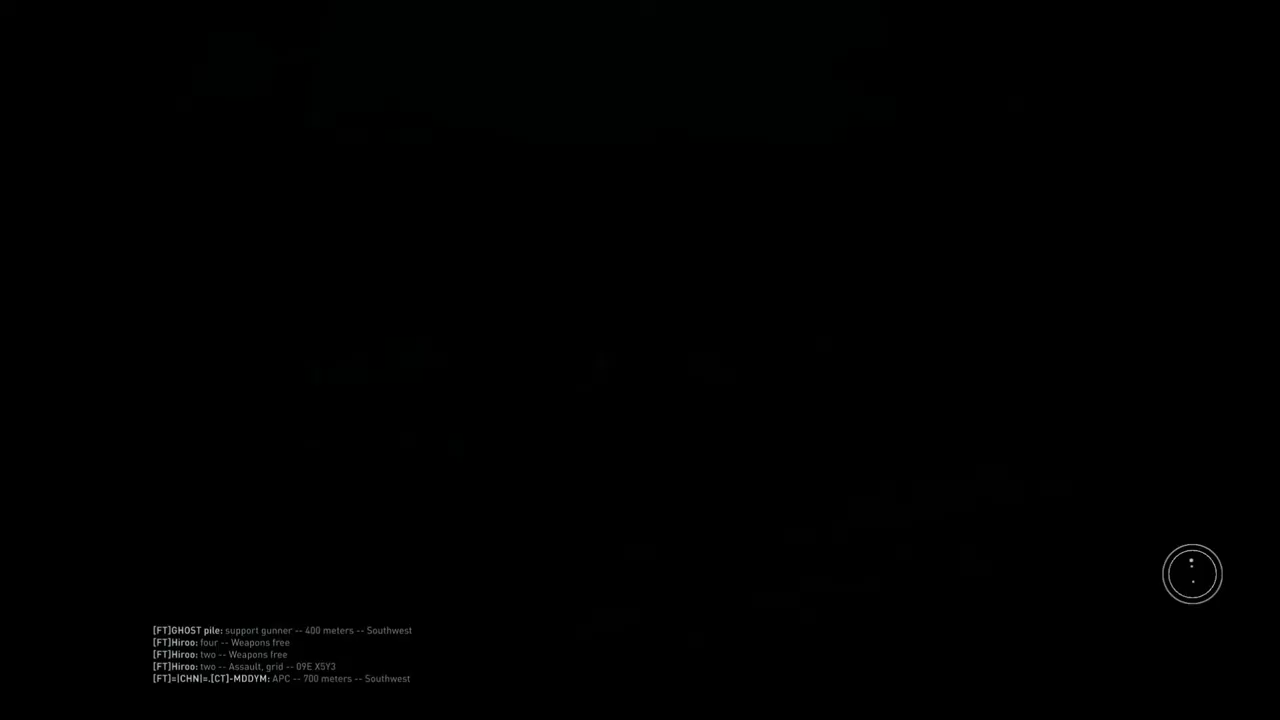 [FT]GHOST pile: support gunner -- 400 meters -- Southwest
[FT]Hiroo: four -- Weapons free
[FT]Hiroo: two -- Weapons free
[FT]Hiroo: two -- Assault, grid -- 09E X5Y3
[FT]=|CHN|=.[CT]-MDDYM: APC -- 700 meters -- Southwest